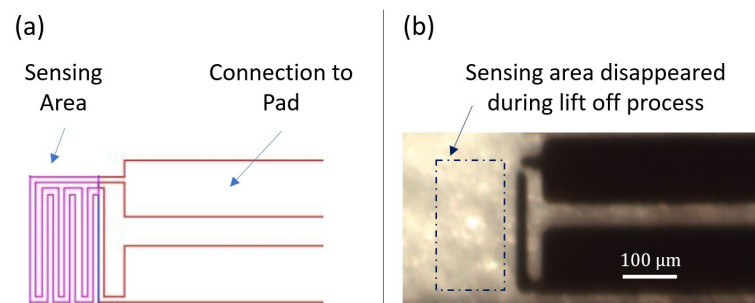 (a)
Sensing
Area
Connection to
Pad
(b)
Sensing area disappeared
during lift off process
100 μm